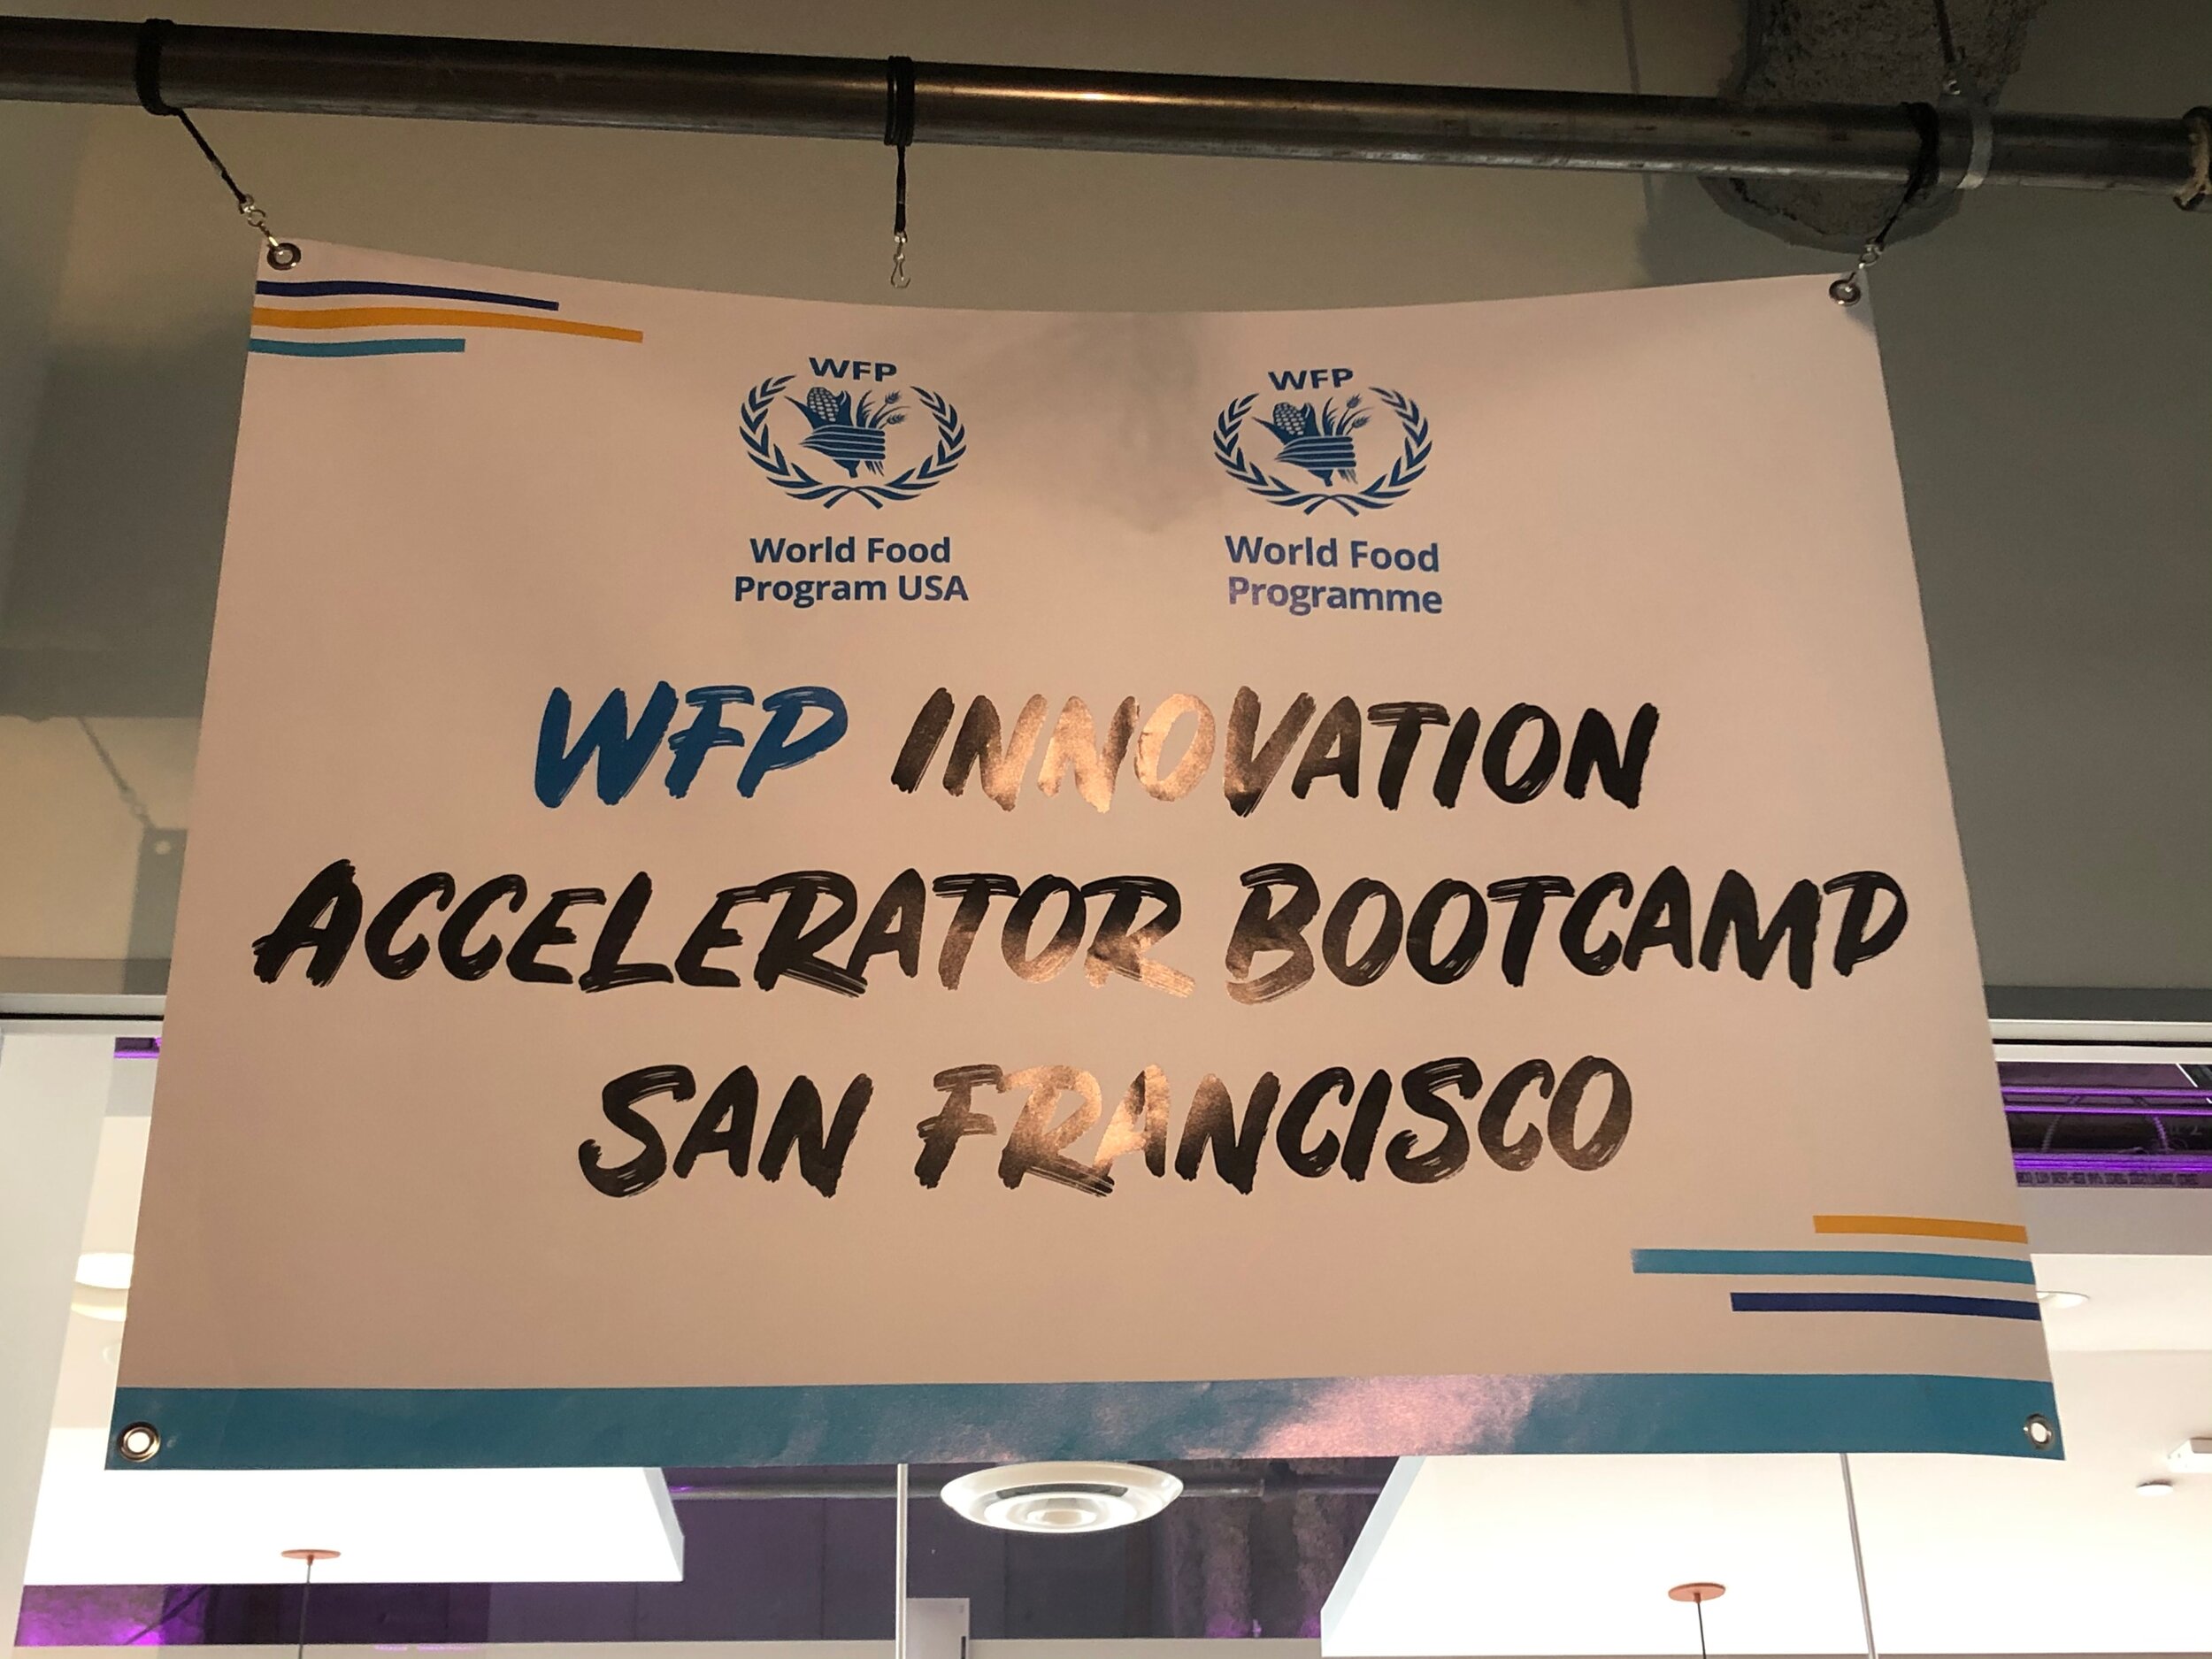 WFP
World Food
Program USA
WFP
World Food
Programme
WFP INNOVATION
ACCELERATOR BOOTCAMP
SAN FRANCISCO